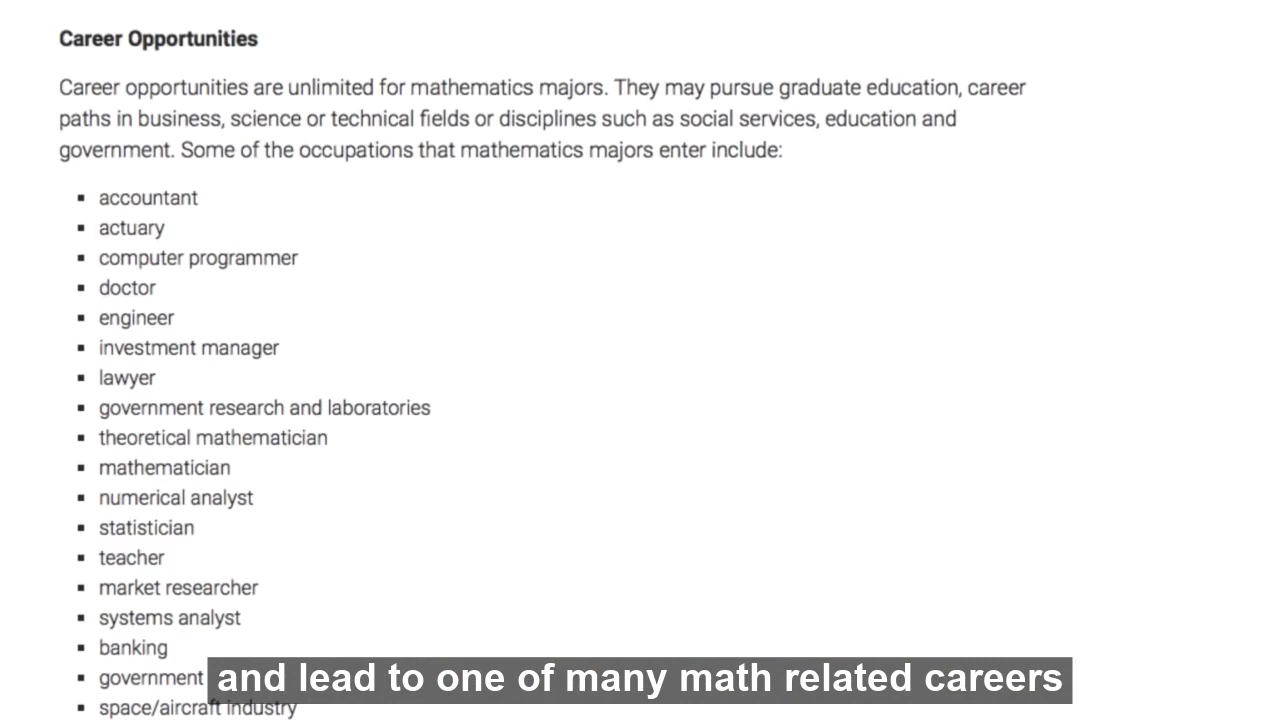 Career Opportunities
Career opportunities are unlimited for mathematics majors. They may pursue graduate education, career
paths in business, science or technical fields or disciplines such as social services, education and
government. Some of the occupations that mathematics majors enter include:
accountant
actuary
computer programmer
doctor
engineer
investment manager
lawyer
government research and laboratories
theoretical mathematician
mathematician
numerical analyst
statistician
teacher
market researcher
systems analyst
banking
government
and lead to one of many math related careers
space/aircraft industry